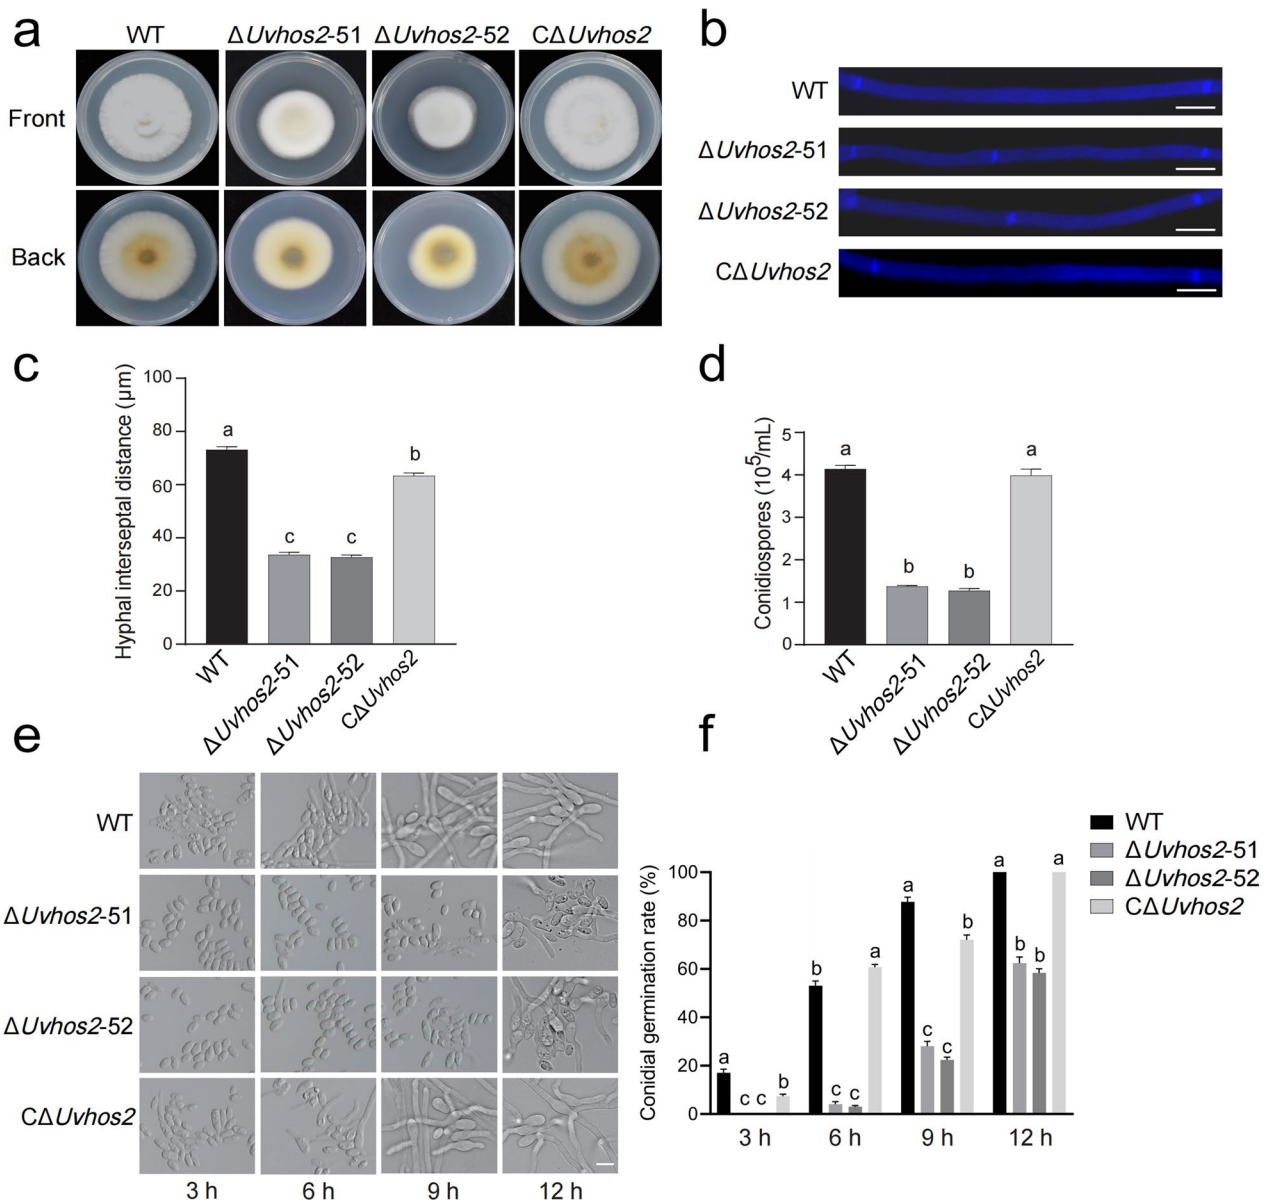 a
WT
ΔUvhos2-51
ΔUvhos2-52
CΔUvhos2
Front
Back
b
WT
ΔUvhos2-51
ΔUvhos2-52
CΔUvhos2
c
Hyphal interseptal distance (μm)
100
80
60
40
20
0
a
c
c
b
WT
ΔUvhos2-51
ΔUvhos2-52
CΔUvhos2
d
Conidiospores (10⁵/mL)
5
4
3
2
1
0
a
b
b
a
WT
ΔUvhos2-51
ΔUvhos2-52
CΔUvhos2
e
WT
ΔUvhos2-51
ΔUvhos2-52
CΔUvhos2
3 h
6 h
9 h
12 h
f
WT
ΔUvhos2-51
ΔUvhos2-52
CΔUvhos2
Conidial germination rate (%)
100
80
60
40
20
0
a
c
c
b
b
c
c
a
a
c
c
b
a
b
b
a
3 h
6 h
9 h
12 h